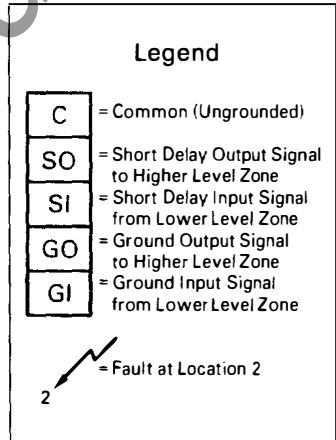 Legend
C = Common (Ungrounded)
SO = Short Delay Output Signal
to Higher Level Zone
SI = Short Delay Input Signal
from Lower Level Zone
GO = Ground Output Signal
to Higher Level Zone
GI = Ground Input Signal
from Lower Level Zone
= Fault at Location 2
2